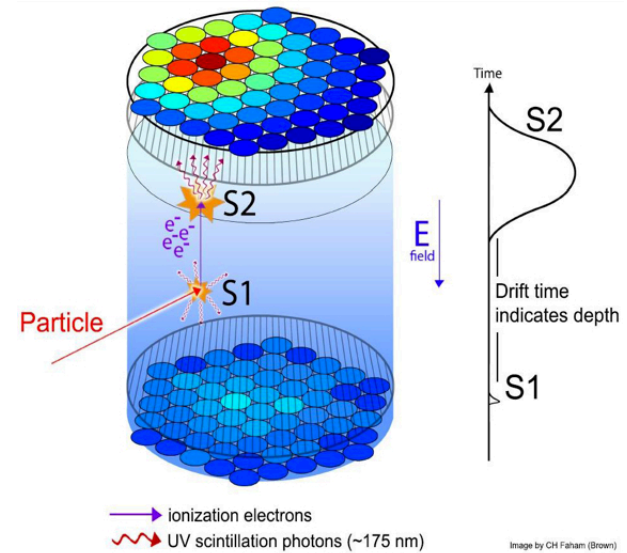 Time
S2
S2
e-
e- e-
e- e-
E
field
S1
Particle
Drift time
indicates depth
S1
ionization electrons
UV scintillation photons (~175 nm)
Image by CH Faham (Brown)